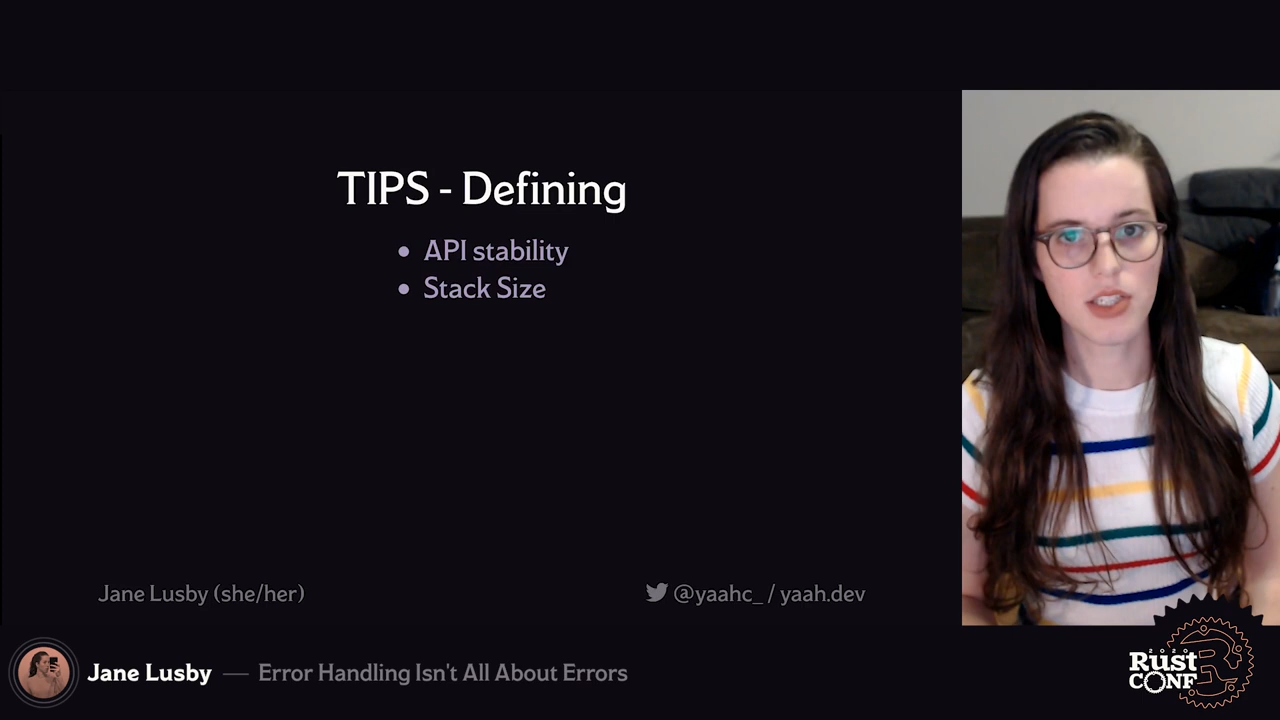 TIPS - Defining
• API stability
• Stack Size
Jane Lusby (she/her)
@yaahc_ / yaah.dev
Jane Lusby — Error Handling Isn't All About Errors
2020
Rust
CONF